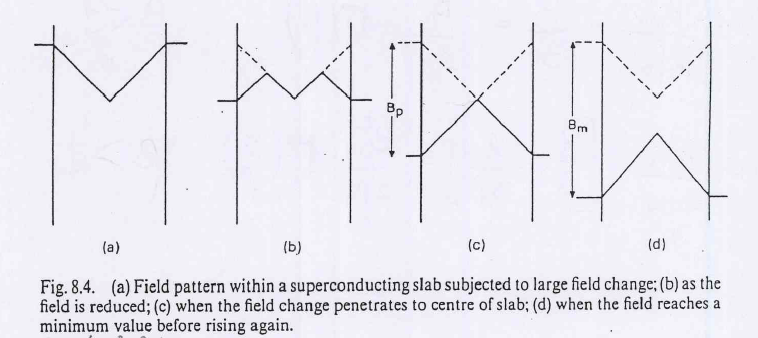 Bp
Bm
(a)
(b)
(c)
(d)
Fig. 8.4. (a) Field pattern within a superconducting slab subjected to large field change; (b) as the
field is reduced; (c) when the field change penetrates to centre of slab; (d) when the field reaches a
minimum value before rising again.